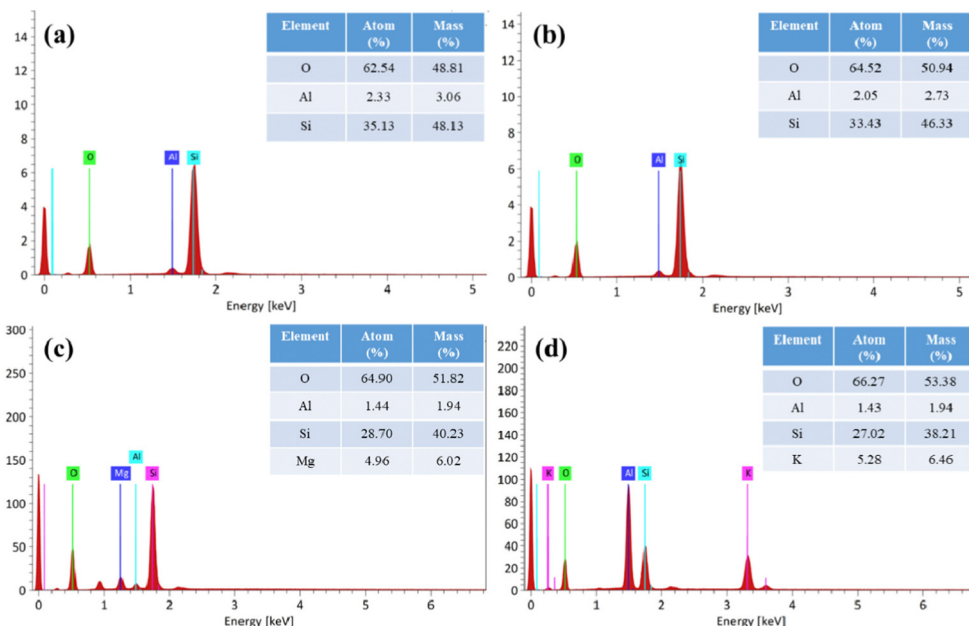 (a)
Element Atom (%) Mass (%)
O 62.54 48.81
Al 2.33 3.06
Si 35.13 48.13
14
12
10
8
6
4
2
0
O Al Si
0 1 2 3 4 5
Energy [keV]
(b)
Element Atom (%) Mass (%)
O 64.52 50.94
Al 2.05 2.73
Si 33.43 46.33
14
12
10
8
6
4
2
0
O Al Si
0 1 2 3 4 5
Energy [keV]
(c)
Element Atom (%) Mass (%)
O 64.90 51.82
Al 1.44 1.94
Si 28.70 40.23
Mg 4.96 6.02
300
250
200
150
100
50
0
Al
O Mg Si
0 1 2 3 4 5 6
Energy [keV]
(d)
Element Atom (%) Mass (%)
O 66.27 53.38
Al 1.43 1.94
Si 27.02 38.21
K 5.28 6.46
220
200
180
160
140
120
100
80
60
40
20
0
K O Al Si K
0 1 2 3 4 5 6
Energy [keV]